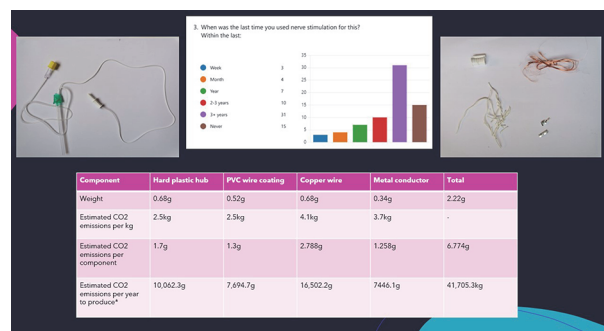 3. When was the last time you used nerve stimulation for this?
Within the last:
Week 3
Month 4
Year 7
2-3 years 10
3+ years 31
Never 15
35
30
25
20
15
10
5
0
Component Hard plastic hub PVC wire coating Copper wire Metal conductor Total
Weight 0.68g 0.52g 0.68g 0.34g 2.22g
Estimated CO2 2.5kg 2.5kg 4.1kg 3.7kg -
emissions per kg
Estimated CO2 1.7g 1.3g 2.788g 1.258g 6.774g
emissions per
component
Estimated CO2 10,062.3g 7,694.7g 16,502.2g 7446.1g 41,705.3kg
emissions per year
to produce*